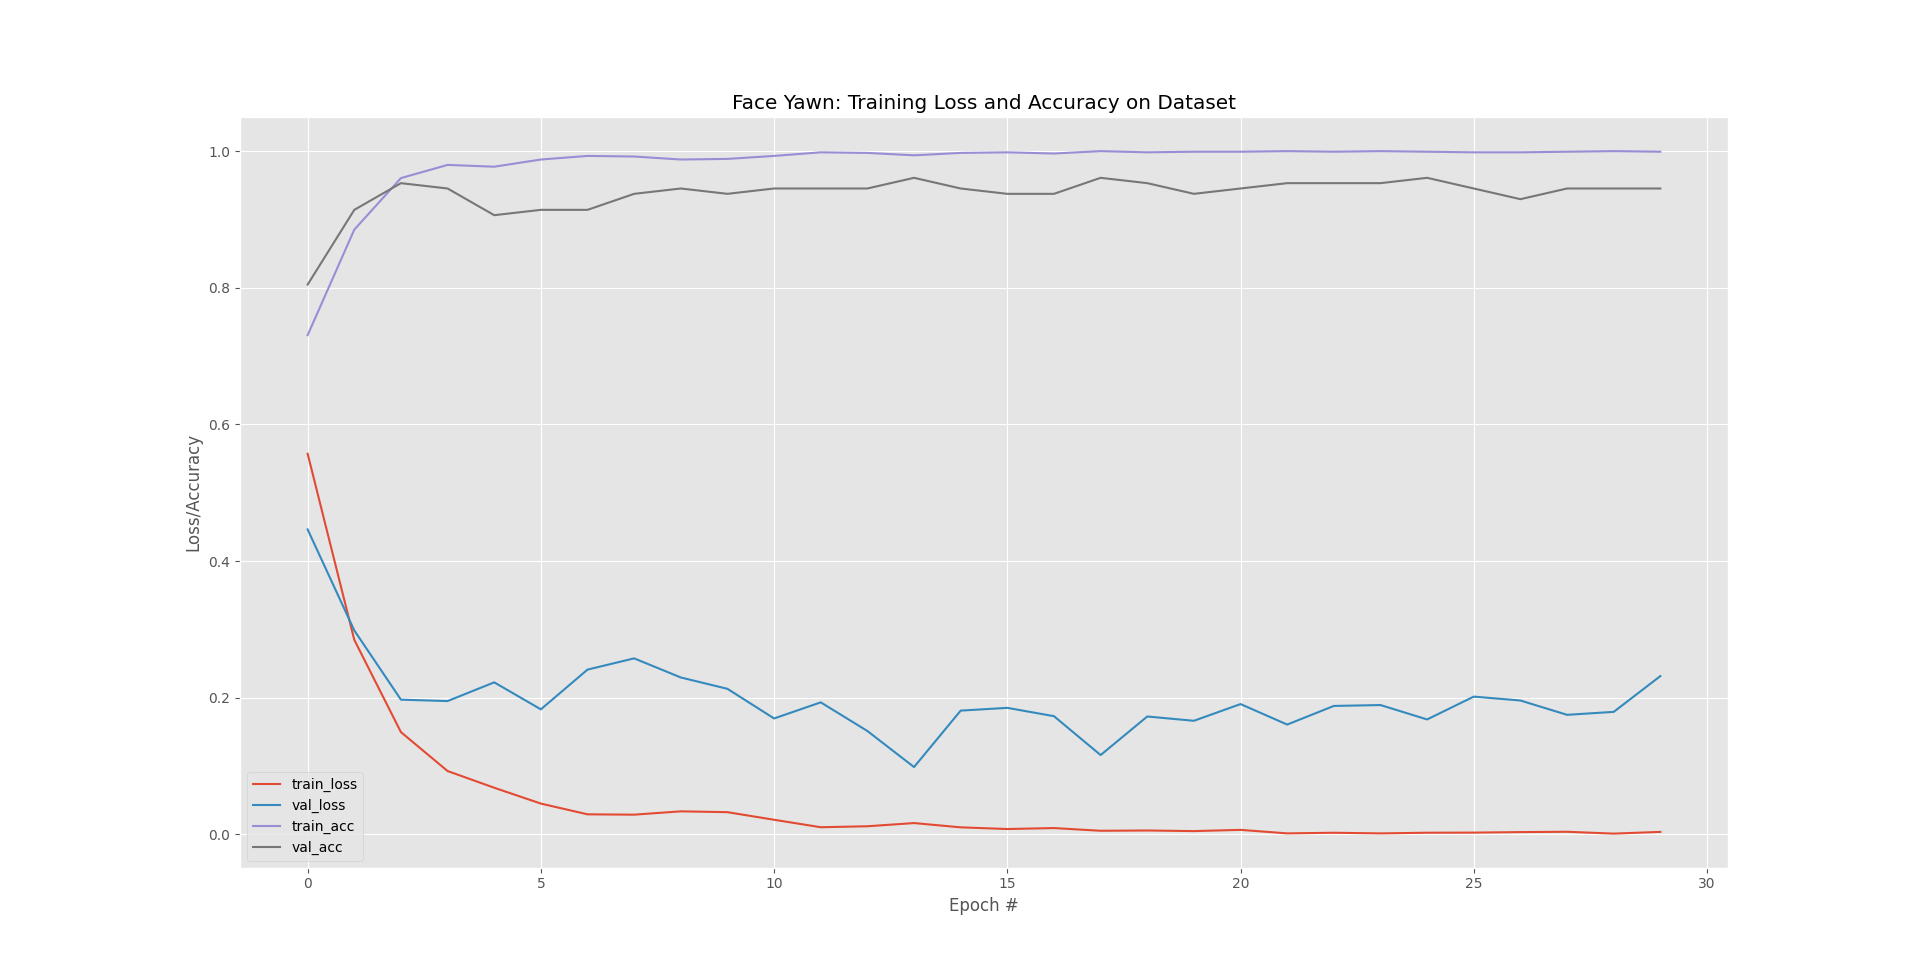 Face Yawn: Training Loss and Accuracy on Dataset
1.0
0.8
0.6
0.4
0.2
0.0
Loss/Accuracy
train_loss
val_loss
train_acc
val_acc
0 5 10 15 20 25 30
Epoch #